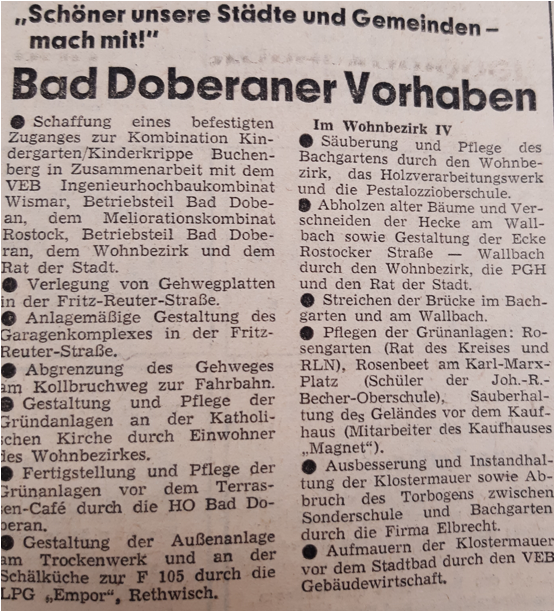 „Schöner unsere Städte und Gemeinden –
mach mit!“
Bad Doberaner Vorhaben
● Schaffung eines befestigten
Zuganges zur Kombination Kin-
dergarten/Kinderkrippe Buchen-
berg in Zusammenarbeit mit dem
VEB Ingenieurhochbaukombinat
Wismar, Betriebsteil Bad Dobe-
an, dem Meliorationskombinat
Rostock, Betriebsteil Bad Dobe-
ran, dem Wohnbezirk und dem
Rat der Stadt.
● Verlegung von Gehwegplatten
in der Fritz-Reuter-Straße.
● Anlagemäßige Gestaltung des
Garagenkomplexes in der Fritz-
Reuter-Straße.
● Abgrenzung des Gehweges
am Kollbruchweg zur Fahrbahn.
● Gestaltung und Pflege der
Gründanlagen an der Katholi-
schen Kirche durch Einwohner
des Wohnbezirkes.
● Fertigstellung und Pflege der
Grünanlagen vor dem Terras-
sen-Café durch die HO Bad Do-
beran.
● Gestaltung der Außenanlage
am Trockenwerk und an der
Schälküche zur F 105 durch die
LPG „Empor“, Rethwisch.
Im Wohnbezirk IV
● Säuberung und Pflege des
Bachgartens durch den Wohnbe-
zirk, das Holzverarbeitungswerk
und die Pestalozzioberschule.
● Abholzen alter Bäume und Ver-
schneiden der Hecke am Wall-
bach sowie Gestaltung der Ecke
Rostocker Straße — Wallbach
durch den Wohnbezirk, die PGH
und den Rat der Stadt.
● Streichen der Brücke im Bach-
garten und am Wallbach.
● Pflegen der Grünanlagen: Ro-
sengarten (Rat des Kreises und
RLN), Rosenbeet am Karl-Marx-
Platz (Schüler der Joh.-R.-
Becher-Oberschule), Sauberhal-
tung des Geländes vor dem Kauf-
haus (Mitarbeiter des Kaufhauses
„Magnet“).
● Ausbesserung und Instandhal-
tung der Klostermauer sowie Ab-
bruch des Torbogens zwischen
Sonderschule und Bachgarten
durch die Firma Elbrecht.
● Aufmauern der Klostermauer
vor dem Stadtbad durch den VEB
Gebäudewirtschaft.